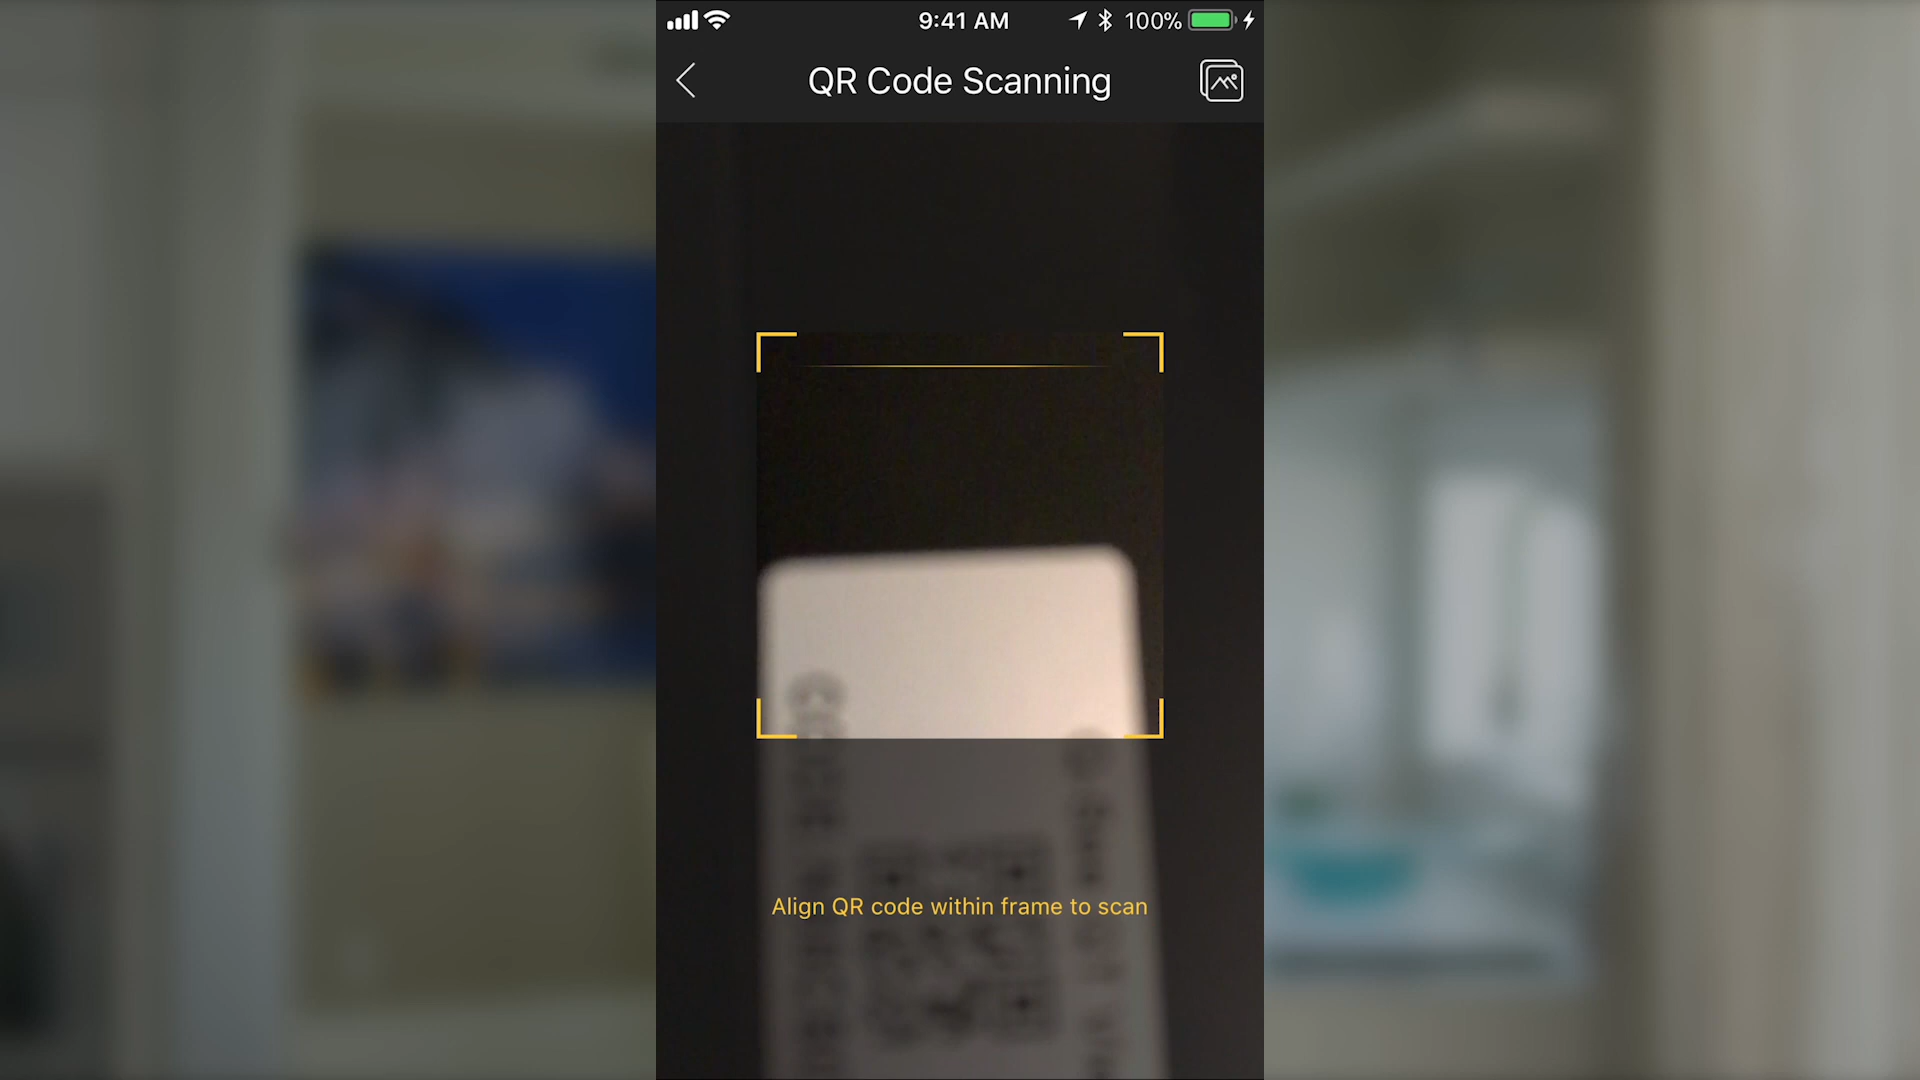 9:41 AM
100%
QR Code Scanning
Align QR code within frame to scan